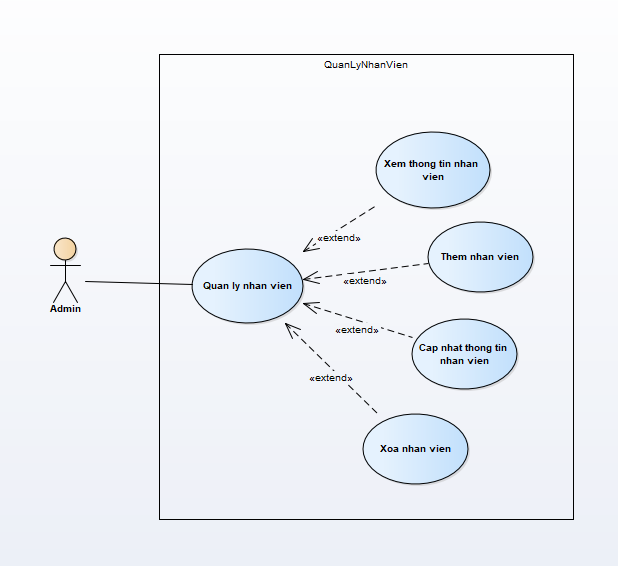 QuanLyNhanVien
Xem thong tin nhan
vien
«extend»
Them nhan vien
Quan ly nhan vien
«extend»
Admin
«extend»
Cap nhat thong tin
nhan vien
«extend»
Xoa nhan vien